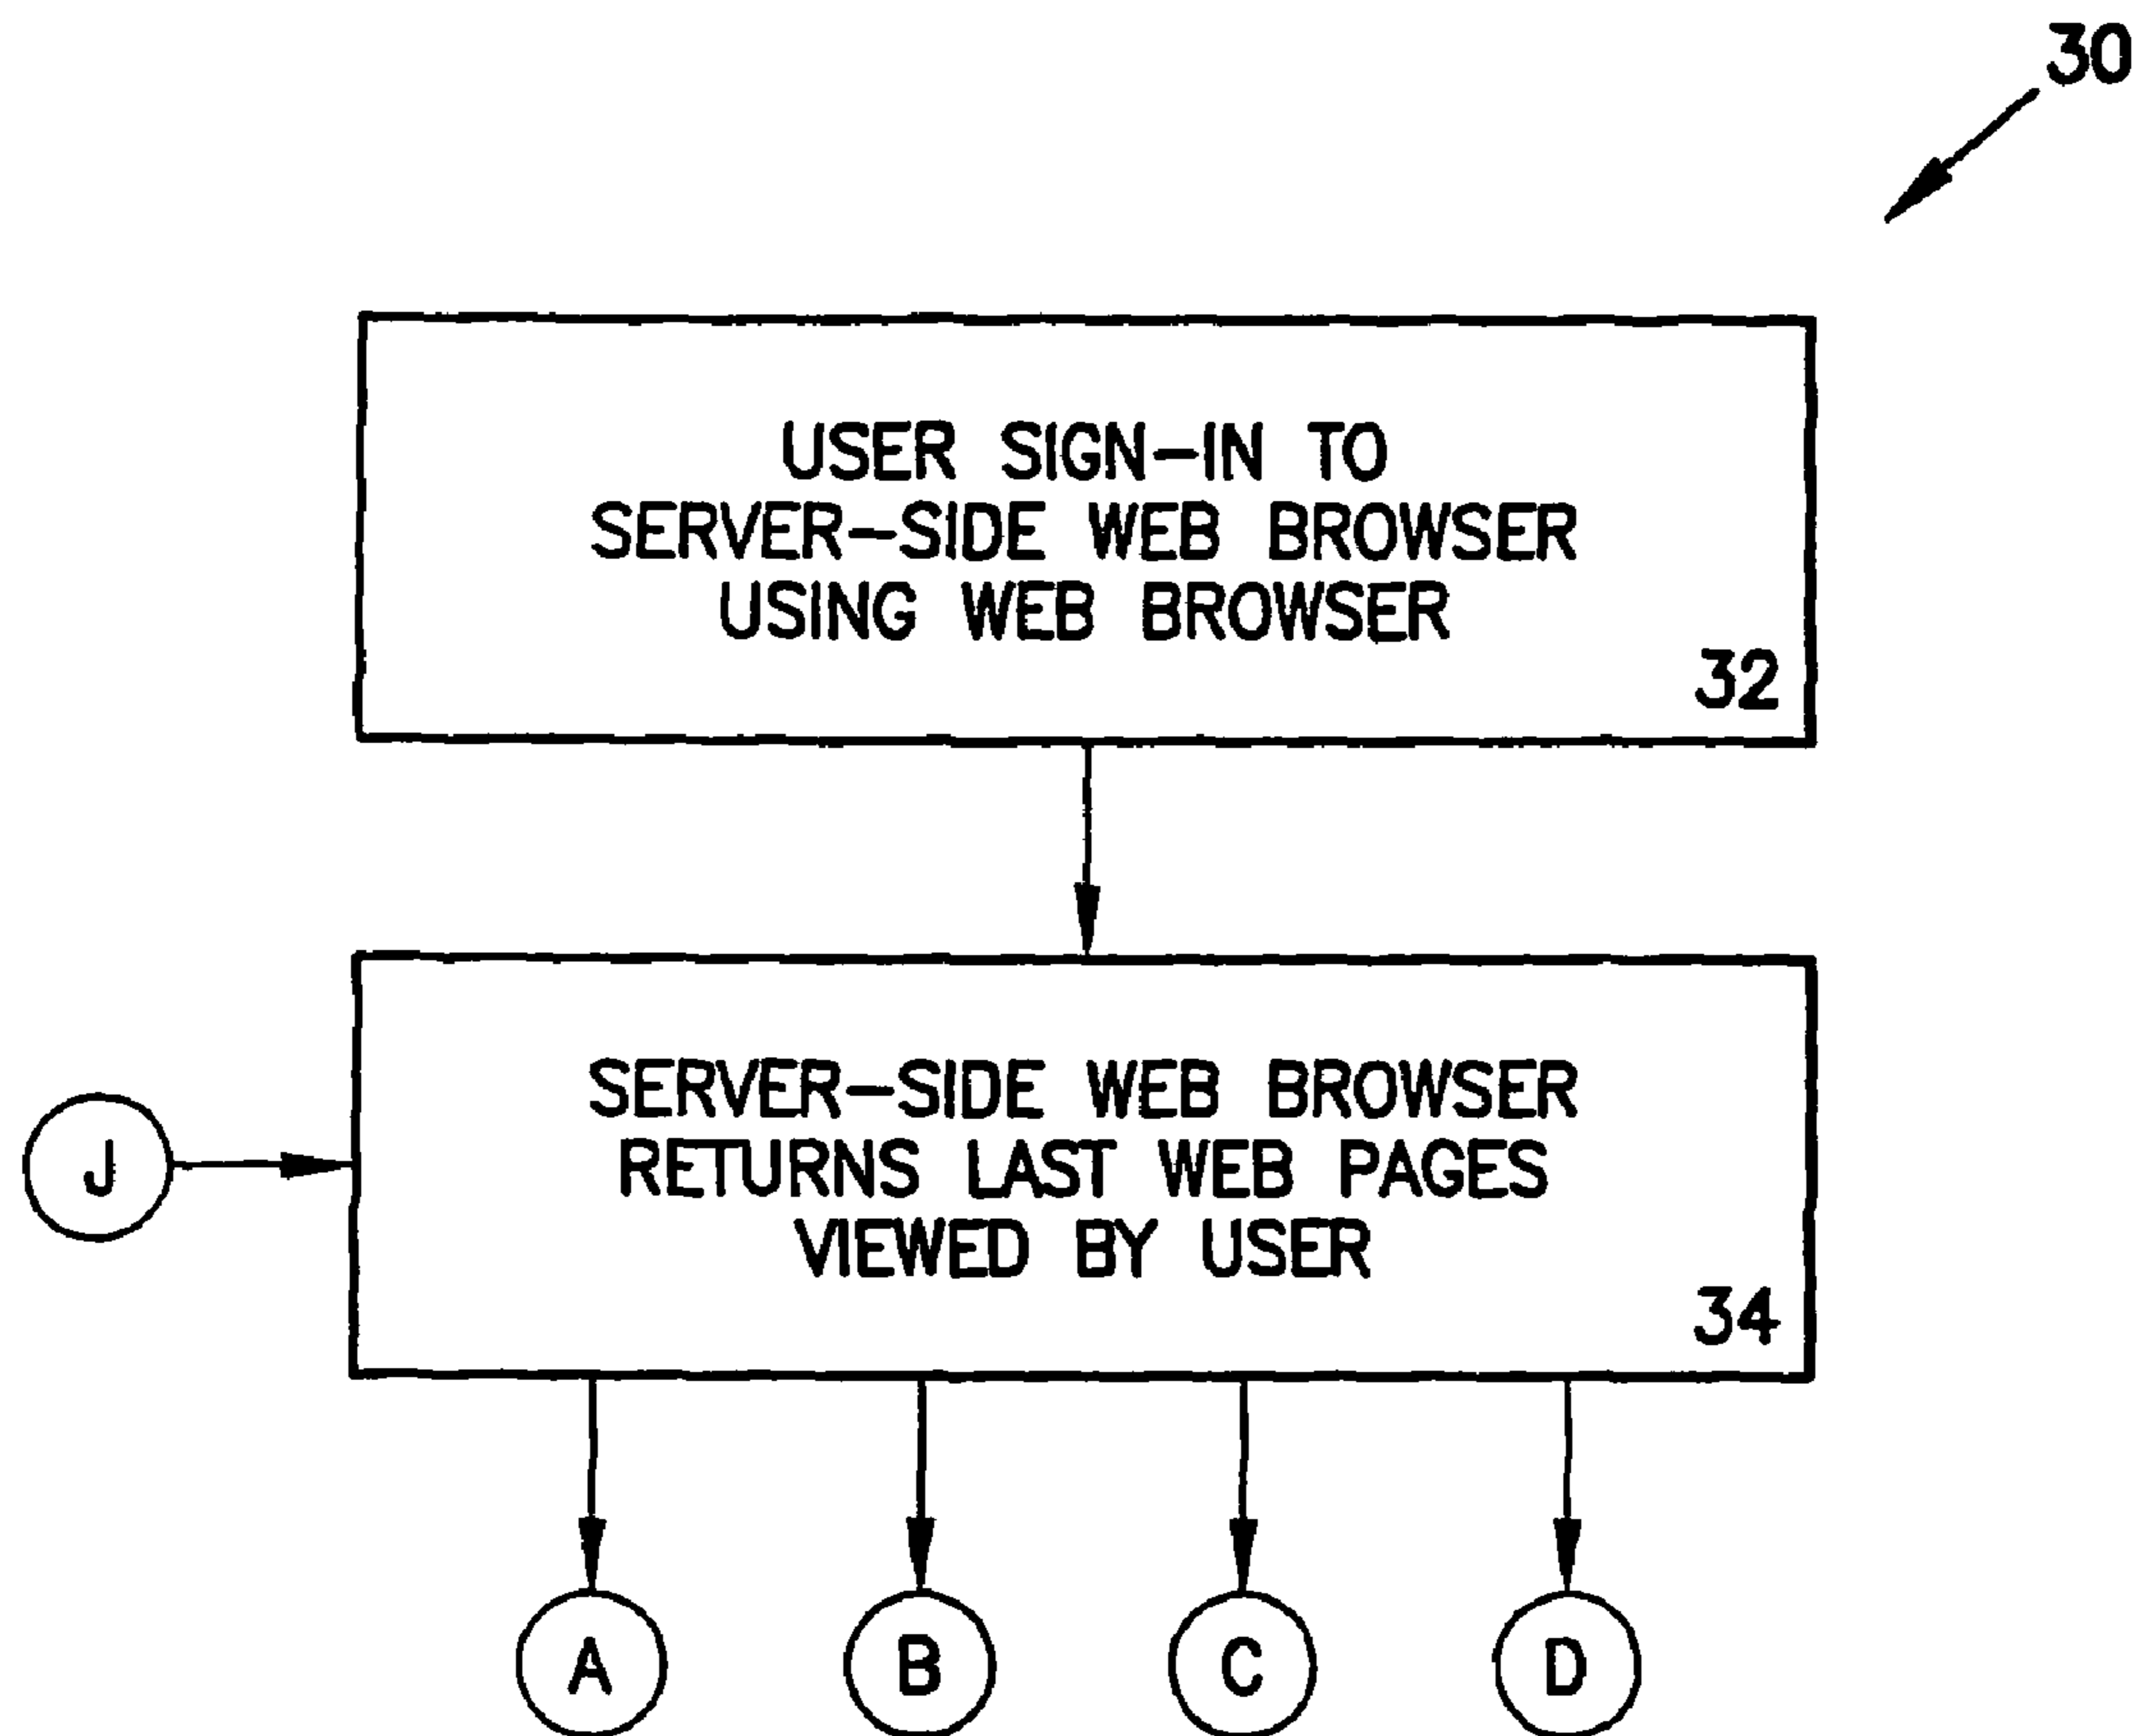 30
USER SIGN-IN TO
SERVER-SIDE WEB BROWSER
USING WEB BROWSER
32
SERVER-SIDE WEB BROWSER
RETURNS LAST WEB PAGES
VIEWED BY USER
34
J
A B C D